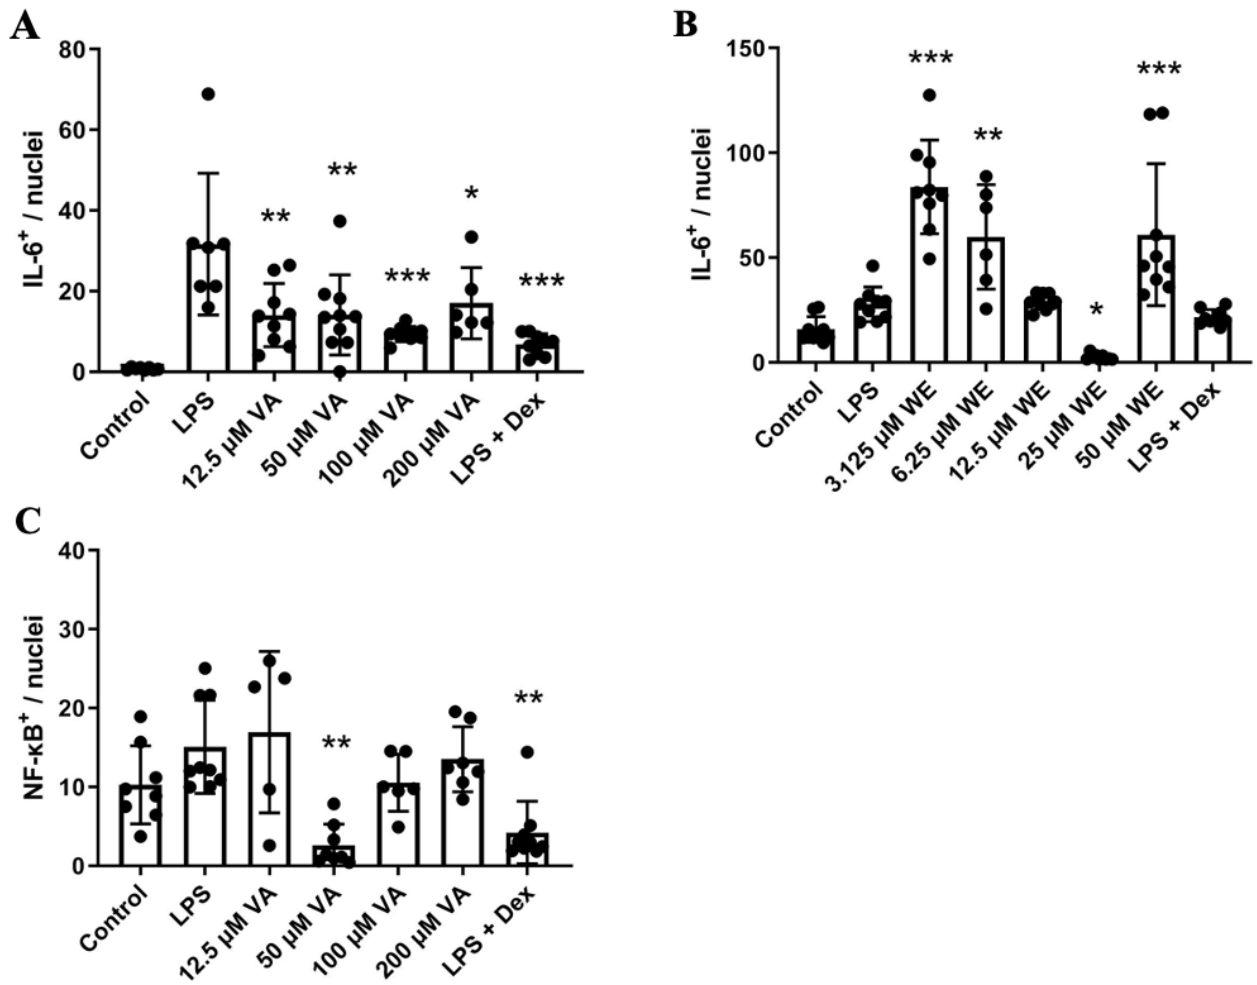 A
IL-6+ / nuclei
80
60
40
20
0
**
**
***
*
***
Control
LPS
12.5 µM VA
50 µM VA
100 µM VA
200 µM VA
LPS + Dex
B
IL-6+ / nuclei
150
100
50
0
***
**
*
***
Control
LPS
3.125 µM WE
6.25 µM WE
12.5 µM WE
25 µM WE
50 µM WE
LPS + Dex
C
NF-κB+ / nuclei
40
30
20
10
0
**
**
Control
LPS
12.5 µM VA
50 µM VA
100 µM VA
200 µM VA
LPS + Dex